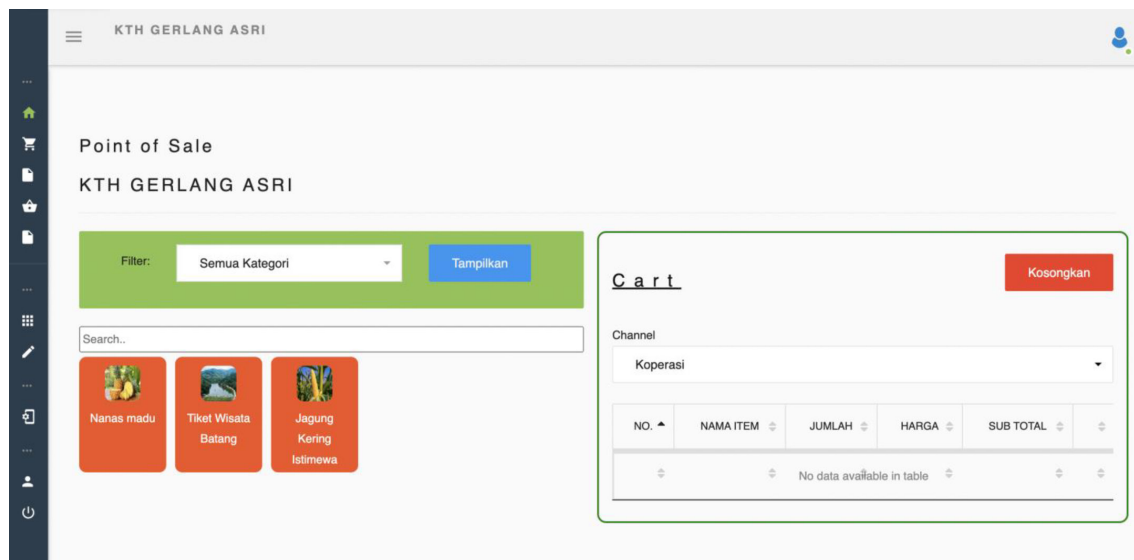 KTH GERLANG ASRI
Point of Sale
KTH GERLANG ASRI
Filter:
Semua Kategori
Tampilkan
Search..
Nanas madu
Tiket Wisata
Batang
Jagung
Kering
Istimewa
Cart
Kosongkan
Channel
Koperasi
NO. NAMA ITEM JUMLAH HARGA SUB TOTAL
No data available in table